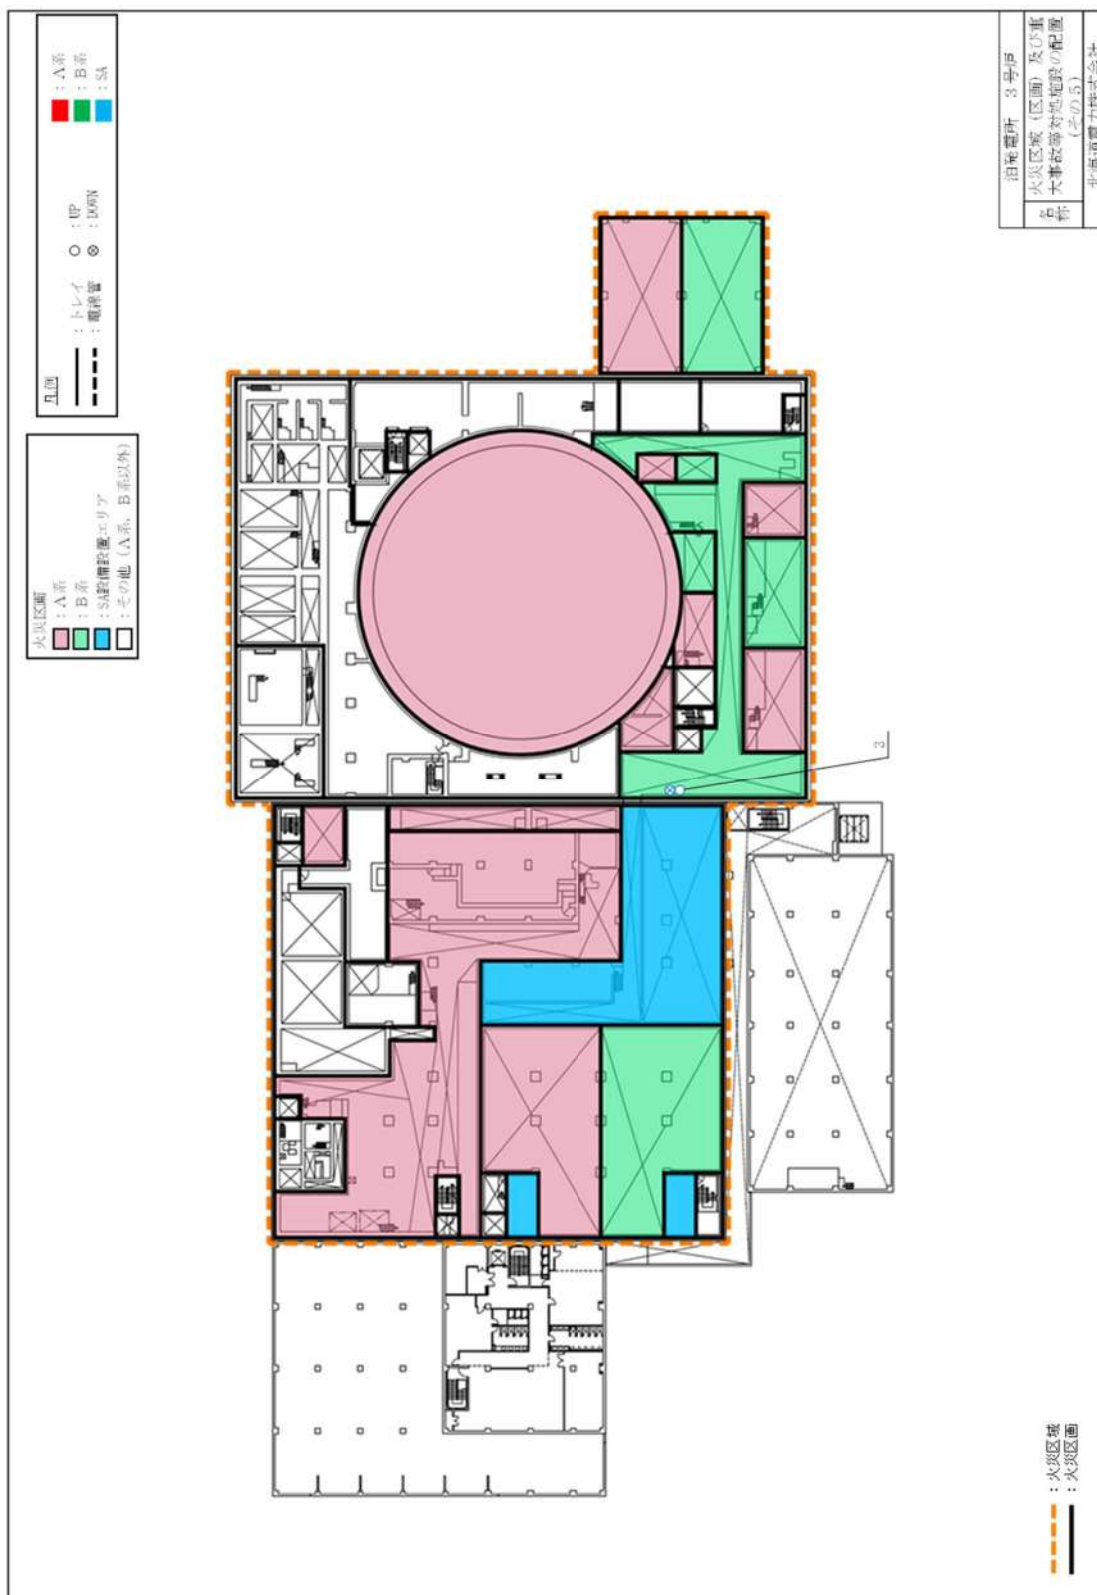 凡例
: トレイ
: 電線管
: UP
: DOWN
: A系
: B系
: SA
火災区画
: A系
: B系
: SA設備設置エリア
: その他（A系、B系以外）
3
: 火災区域
: 火災区画
泊発電所 3号炉
名称
火災区域（区画）及び重
大事故等対処施設の配置
（その5）
北海道電力株式会社